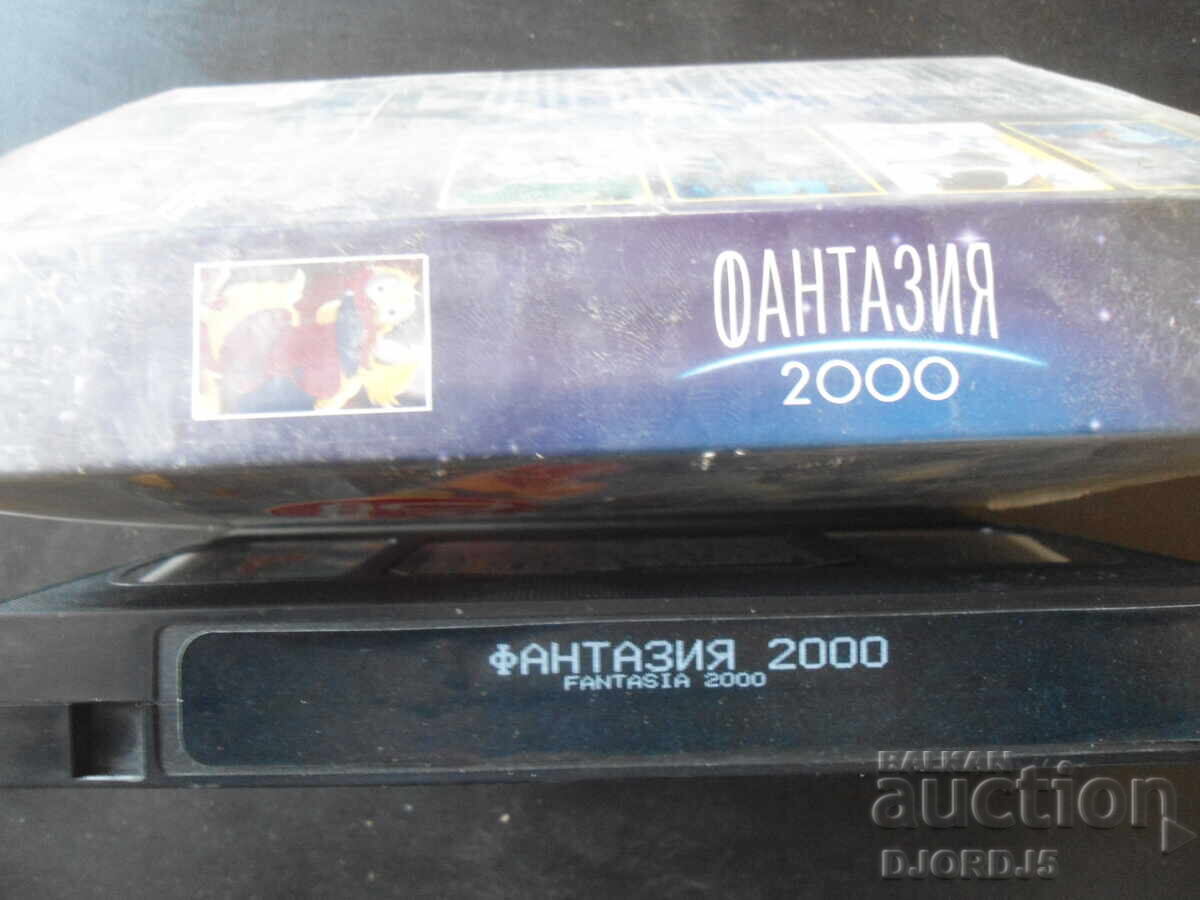 ФАНТАЗИЯ
2000
ФАНТАЗИЯ 2000
FANTASIA 2000
BALKAN
auction
DJORDJ5